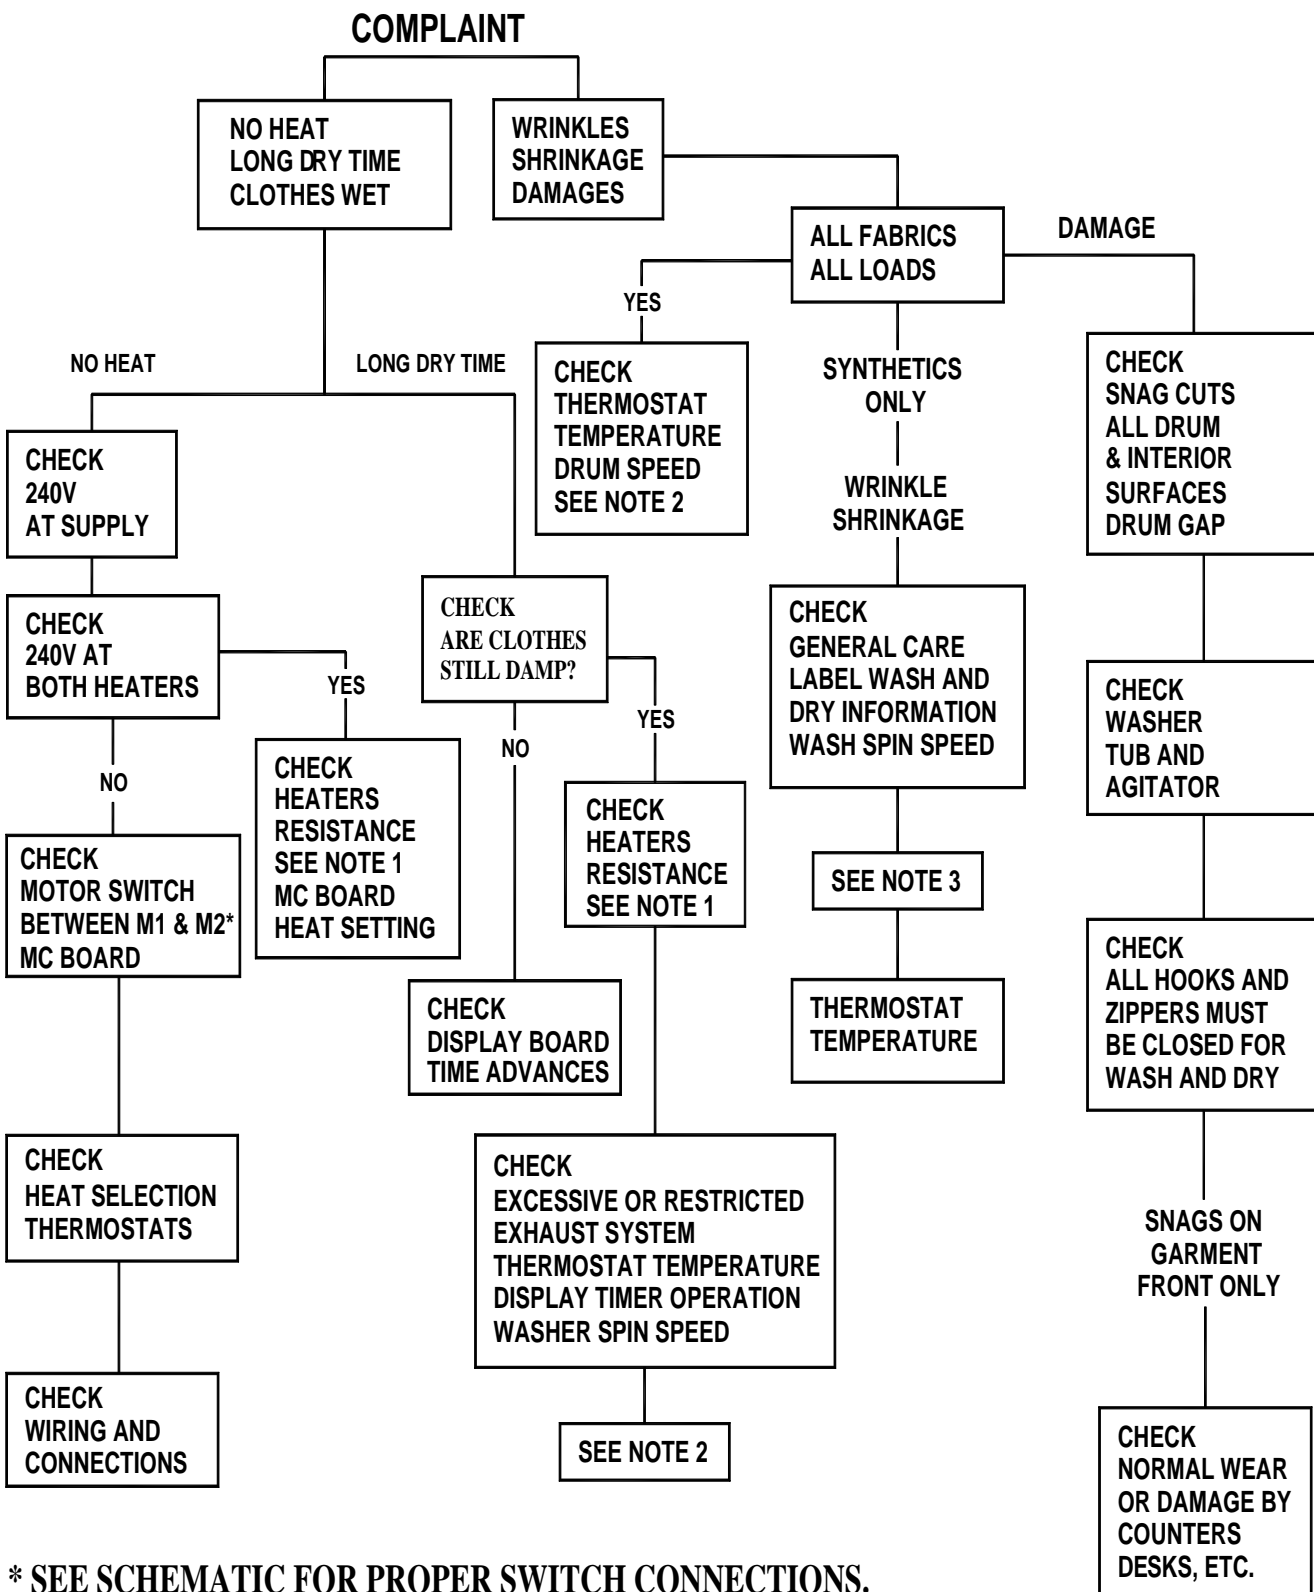 COMPLAINT
NO HEAT
LONG DRY TIME
CLOTHES WET
WRINKLES
SHRINKAGE
DAMAGES
ALL FABRICS
ALL LOADS
DAMAGE
YES
NO HEAT
LONG DRY TIME
CHECK
THERMOSTAT
TEMPERATURE
DRUM SPEED
SEE NOTE 2
SYNTHETICS
ONLY
WRINKLE
SHRINKAGE
CHECK
SNAG CUTS
ALL DRUM
& INTERIOR
SURFACES
DRUM GAP
CHECK
240V
AT SUPPLY
CHECK
240V AT
BOTH HEATERS
YES
NO
CHECK
ARE CLOTHES
STILL DAMP?
NO
YES
CHECK
GENERAL CARE
LABEL WASH AND
DRY INFORMATION
WASH SPIN SPEED
CHECK
WASHER
TUB AND
AGITATOR
CHECK
MOTOR SWITCH
BETWEEN M1 & M2*
MC BOARD
CHECK
HEATERS
RESISTANCE
SEE NOTE 1
MC BOARD
HEAT SETTING
CHECK
HEATERS
RESISTANCE
SEE NOTE 1
SEE NOTE 3
CHECK
DISPLAY BOARD
TIME ADVANCES
THERMOSTAT
TEMPERATURE
CHECK
ALL HOOKS AND
ZIPPERS MUST
BE CLOSED FOR
WASH AND DRY
CHECK
HEAT SELECTION
THERMOSTATS
CHECK
EXCESSIVE OR RESTRICTED
EXHAUST SYSTEM
THERMOSTAT TEMPERATURE
DISPLAY TIMER OPERATION
WASHER SPIN SPEED
SNAGS ON
GARMENT
FRONT ONLY
CHECK
WIRING AND
CONNECTIONS
SEE NOTE 2
CHECK
NORMAL WEAR
OR DAMAGE BY
COUNTERS
DESKS, ETC.
* SEE SCHEMATIC FOR PROPER SWITCH CONNECTIONS.